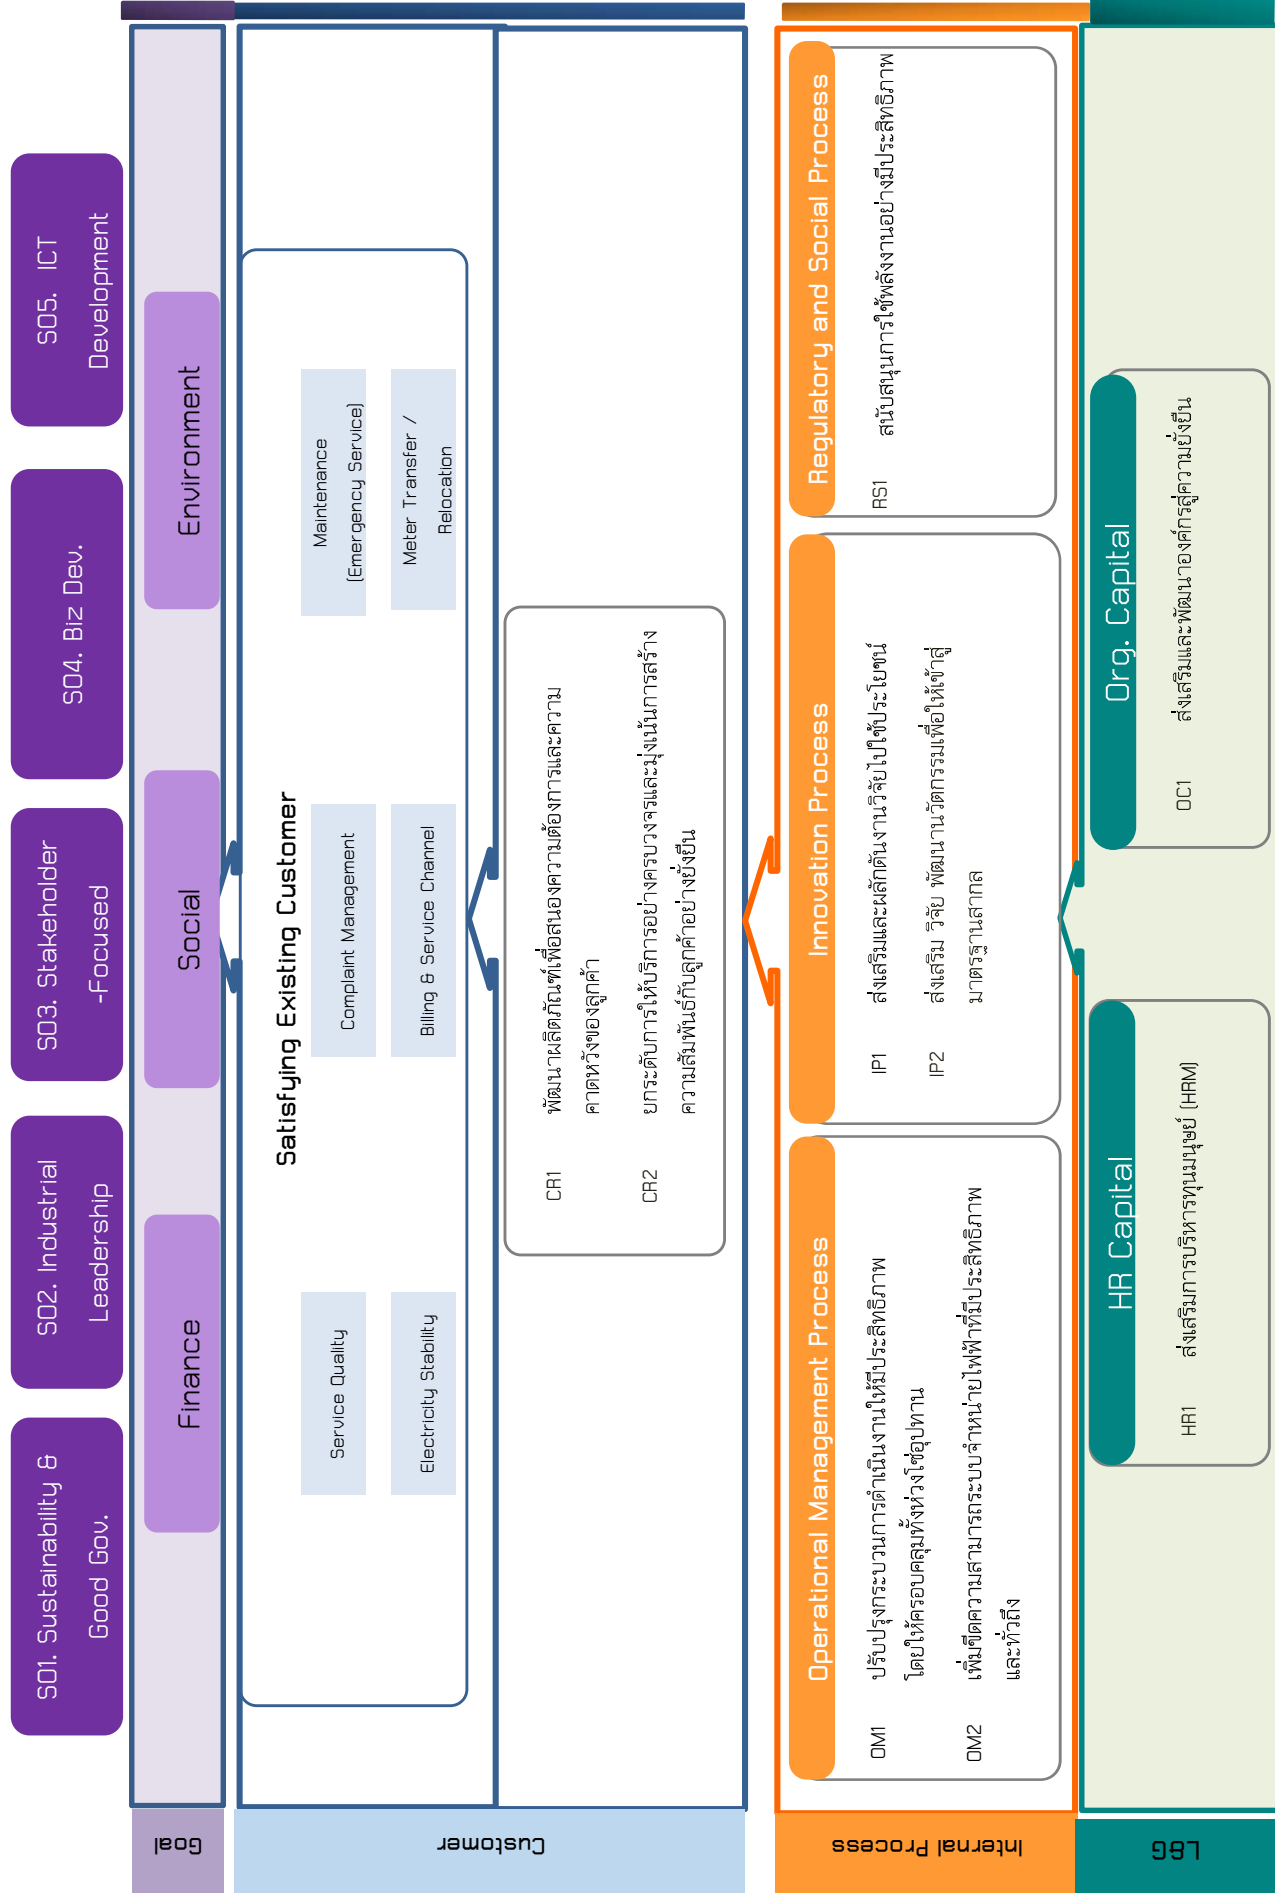 SO1. Sustainability &
Good Gov.
SO2. Industrial
Leadership
SO3. Stakeholder
-Focused
SO4. Biz Dev.
SO5. ICT
Development
Goal
Finance
Social
Environment
Customer
Satisfying Existing Customer
Service Quality
Electricity Stability
Complaint Management
Billing & Service Channel
Maintenance
(Emergency Service)
Meter Transfer /
Relocation
CR1 พัฒนาผลิตภัณฑ์เพื่อสนองความต้องการและความ
คาดหวังของลูกค้า
CR2 ยกระดับการให้บริการอย่างครบวงจรและมุ่งเน้นการสร้าง
ความสัมพันธ์กับลูกค้าอย่างยั่งยืน
Internal Process
Operational Management Process
OM1 ปรับปรุงกระบวนการดำเนินงานให้มีประสิทธิภาพ
โดยให้ครอบคลุมทั้งห่วงโซ่อุปทาน
OM2 เพิ่มขีดความสามารถระบบจำหน่ายไฟฟ้าที่มีประสิทธิภาพ
และทั่วถึง
Innovation Process
IP1 ส่งเสริมและผลักดันงานวิจัยไปใช้ประโยชน์
IP2 ส่งเสริม วิจัย พัฒนานวัตกรรมเพื่อให้เข้าสู่
มาตรฐานสากล
Regulatory and Social Process
RS1 สนับสนุนการใช้พลังงานอย่างมีประสิทธิภาพ
L&G
HR Capital
HR1 ส่งเสริมการบริหารทุนมนุษย์ (HRM)
Org. Capital
OC1 ส่งเสริมและพัฒนาองค์กรสู่ความยั่งยืน